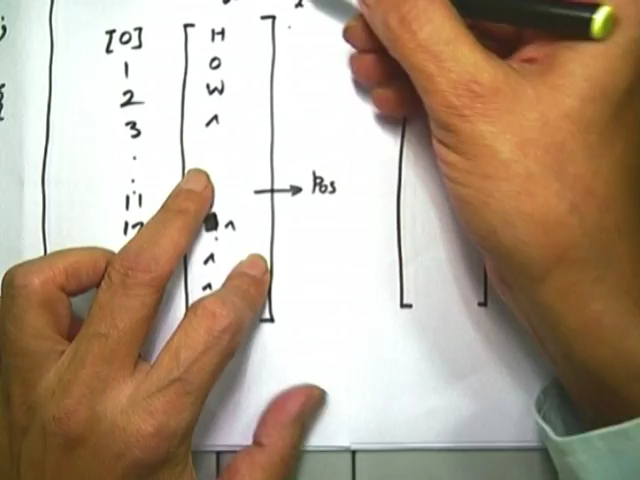 [0] H
1 O
2 W
3 ^
.
.
11
^
^
^
→ Pos